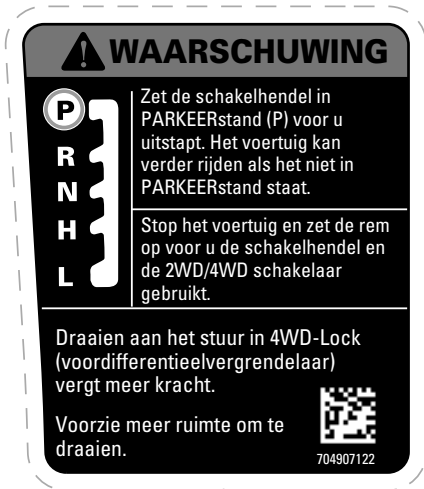 WAARSCHUWING
P
R
N
H
L
Zet de schakelhendel in
PARKEERstand (P) voor u
uitstapt. Het voertuig kan
verder rijden als het niet in
PARKEERstand staat.
Stop het voertuig en zet de rem
op voor u de schakelhendel en
de 2WD/4WD schakelaar
gebruikt.
Draaien aan het stuur in 4WD-Lock
(voordifferentieelvergrendelaar)
vergt meer kracht.
Voorzie meer ruimte om te
draaien.
704907122